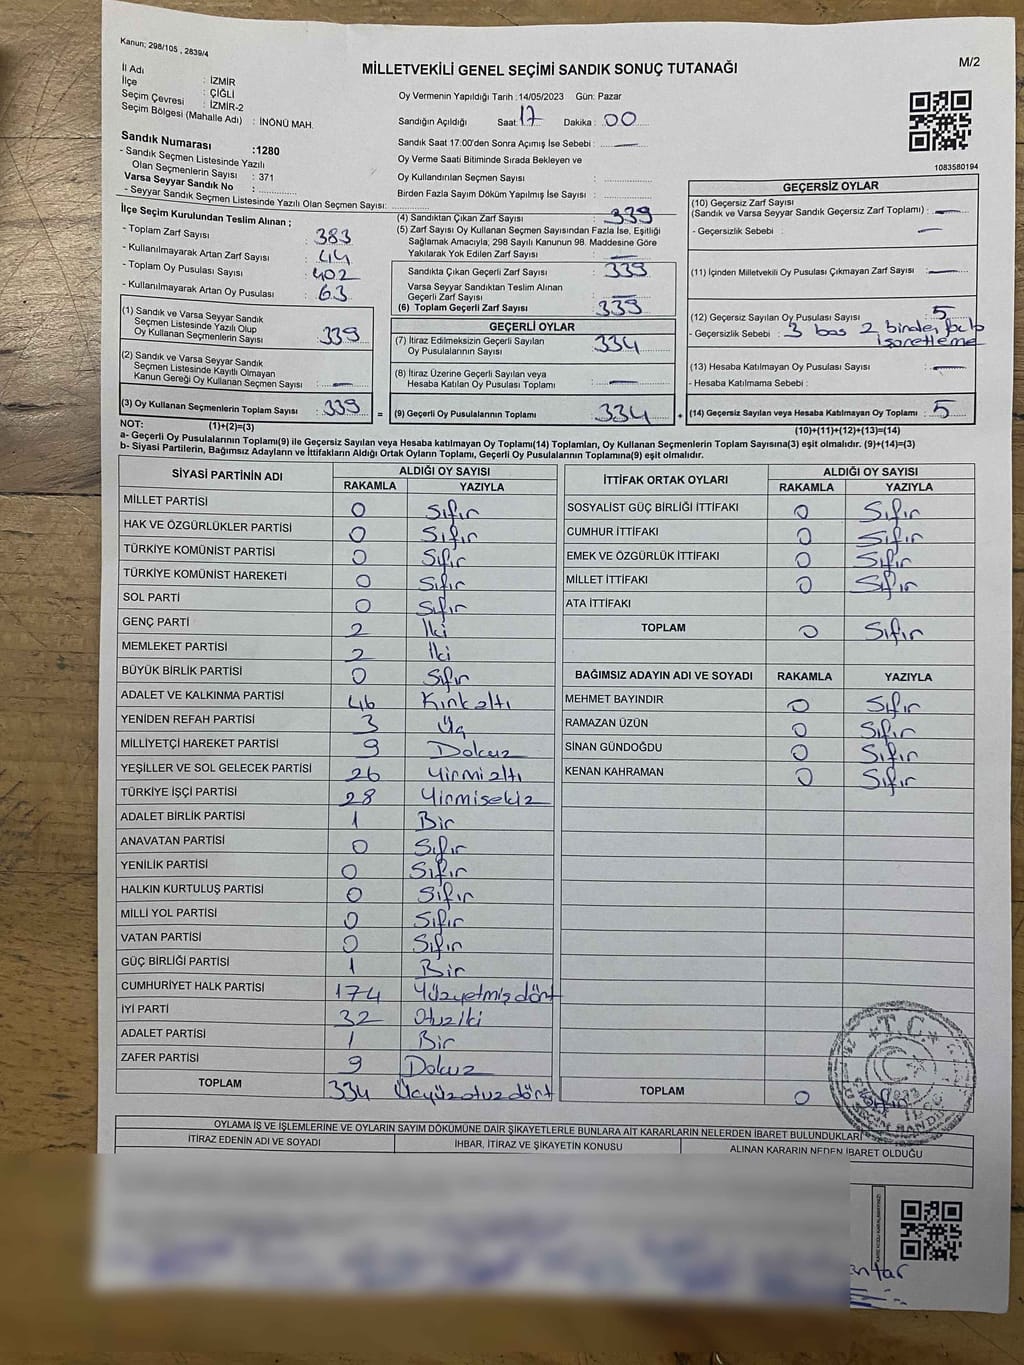 Kanun; 298/105 , 2839/4
M/2
MİLLETVEKİLİ GENEL SEÇİMİ SANDIK SONUÇ TUTANAĞI
İl Adı : İZMİR
İlçe : ÇİĞLİ
Seçim Çevresi : İZMİR-2
Seçim Bölgesi (Mahalle Adı) : İNÖNÜ MAH.
Sandık Numarası :1280
- Sandık Seçmen Listesinde Yazılı
Olan Seçmenlerin Sayısı : 371
Varsa Seyyar Sandık No :
- Seyyar Sandık Seçmen Listesinde Yazılı Olan Seçmen Sayısı:
Oy Vermenin Yapıldığı Tarih :14/05/2023 Gün: Pazar
Sandığın Açıldığı Saat: 17 Dakika : 00
Sandık Saat 17:00'den Sonra Açımış İse Sebebi : —
Oy Verme Saati Bitiminde Sırada Bekleyen ve
Oy Kullandırılan Seçmen Sayısı :
Birden Fazla Sayım Döküm Yapılmış İse Sayısı :
1083580194
İlçe Seçim Kurulundan Teslim Alınan ;
- Toplam Zarf Sayısı : 383
- Kullanılmayarak Artan Zarf Sayısı : 44
- Toplam Oy Pusulası Sayısı : 402
- Kullanılmayarak Artan Oy Pusulası : 63
(1) Sandık ve Varsa Seyyar Sandık
Seçmen Listesinde Yazılı Olup
Oy Kullanan Seçmenlerin Sayısı : 339
(2) Sandık ve Varsa Seyyar Sandık
Seçmen Listesinde Kayıtlı Olmayan
Kanun Gereği Oy Kullanan Seçmen Sayısı : —
(3) Oy Kullanan Seçmenlerin Toplam Sayısı : 339
(4) Sandıktan Çıkan Zarf Sayısı : 339
(5) Zarf Sayısı Oy Kullanan Seçmen Sayısından Fazla İse, Eşitliği
Sağlamak Amacıyla, 298 Sayılı Kanunun 98. Maddesine Göre
Yakılarak Yok Edilen Zarf Sayısı : —
Sandıkta Çıkan Geçerli Zarf Sayısı : 339
Varsa Seyyar Sandıktan Teslim Alınan
Geçerli Zarf Sayısı : —
(6) Toplam Geçerli Zarf Sayısı : 339
GEÇERLİ OYLAR
(7) İtiraz Edilmeksizin Geçerli Sayılan
Oy Pusulalarının Sayısı : 334
(8) İtiraz Üzerine Geçerli Sayılan veya
Hesaba Katılan Oy Pusulası Toplamı : —
= (9) Geçerli Oy Pusulalarının Toplamı : 334
GEÇERSİZ OYLAR
(10) Geçersiz Zarf Sayısı
(Sandık ve Varsa Seyyar Sandık Geçersiz Zarf Toplamı) : —
- Geçersizlik Sebebi : —
(11) İçinden Milletvekili Oy Pusulası Çıkmayan Zarf Sayısı : —
(12) Geçersiz Sayılan Oy Pusulası Sayısı : 5
- Geçersizlik Sebebi : 3 boş 2 birden
işaretleme
(13) Hesaba Katılmayan Oy Pusulası Sayısı : —
- Hesaba Katılmama Sebebi :
+ (14) Geçersiz Sayılan veya Hesaba Katılmayan Oy Toplamı : 5
NOT: (1)+(2)=(3) (10)+(11)+(12)+(13)=(14)
a- Geçerli Oy Pusulalarının Toplamı(9) ile Geçersiz Sayılan veya Hesaba katılmayan Oy Toplamı(14) Toplamları, Oy Kullanan Seçmenlerin Toplam Sayısına(3) eşit olmalıdır. (9)+(14)=(3)
b- Siyasi Partilerin, Bağımsız Adayların ve İttifakların Aldığı Ortak Oyların Toplamı, Geçerli Oy Pusulalarının Toplamına(9) eşit olmalıdır.
SİYASİ PARTİNİN ADI ALDIĞI OY SAYISI
RAKAMLA YAZIYLA
MİLLET PARTİSİ 0 Sıfır
HAK VE ÖZGÜRLÜKLER PARTİSİ 0 Sıfır
TÜRKİYE KOMÜNİST PARTİSİ 0 Sıfır
TÜRKİYE KOMÜNİST HAREKETİ 0 Sıfır
SOL PARTİ 0 Sıfır
GENÇ PARTİ 2 İki
MEMLEKET PARTİSİ 2 İki
BÜYÜK BİRLİK PARTİSİ 0 Sıfır
ADALET VE KALKINMA PARTİSİ 46 Kırkaltı
YENİDEN REFAH PARTİSİ 3 Üç
MİLLİYETÇİ HAREKET PARTİSİ 9 Dokuz
YEŞİLLER VE SOL GELECEK PARTİSİ 26 Yirmialtı
TÜRKİYE İŞÇİ PARTİSİ 28 Yirmisekiz
ADALET BİRLİK PARTİSİ 1 Bir
ANAVATAN PARTİSİ 0 Sıfır
YENİLİK PARTİSİ 0 Sıfır
HALKIN KURTULUŞ PARTİSİ 0 Sıfır
MİLLİ YOL PARTİSİ 0 Sıfır
VATAN PARTİSİ 0 Sıfır
GÜÇ BİRLİĞİ PARTİSİ 1 Bir
CUMHURİYET HALK PARTİSİ 174 Yüzyetmişdört
İYİ PARTİ 32 Otuziki
ADALET PARTİSİ 1 Bir
ZAFER PARTİSİ 9 Dokuz
TOPLAM 334 Üçyüzotuzdört
İTTİFAK ORTAK OYLARI ALDIĞI OY SAYISI
RAKAMLA YAZIYLA
SOSYALİST GÜÇ BİRLİĞİ İTTİFAKI 0 Sıfır
CUMHUR İTTİFAKI 0 Sıfır
EMEK VE ÖZGÜRLÜK İTTİFAKI 0 Sıfır
MİLLET İTTİFAKI 0 Sıfır
ATA İTTİFAKI
TOPLAM 0 Sıfır
BAĞIMSIZ ADAYIN ADI VE SOYADI RAKAMLA YAZIYLA
MEHMET BAYINDIR 0 Sıfır
RAMAZAN ÜZÜN 0 Sıfır
SİNAN GÜNDOĞDU 0 Sıfır
KENAN KAHRAMAN 0 Sıfır
TOPLAM 0 Sıfır
T.C
OYLAMA İŞ VE İŞLEMLERİNE VE OYLARIN SAYIM DÖKÜMÜNE DAİR ŞİKAYETLERLE BUNLARA AİT KARARLARIN NELERDEN İBARET BULUNDUKLARI
İTİRAZ EDENİN ADI VE SOYADI İHBAR, İTİRAZ VE ŞİKAYETİN KONUSU ALINAN KARARIN NEDEN İBARET OLDUĞU